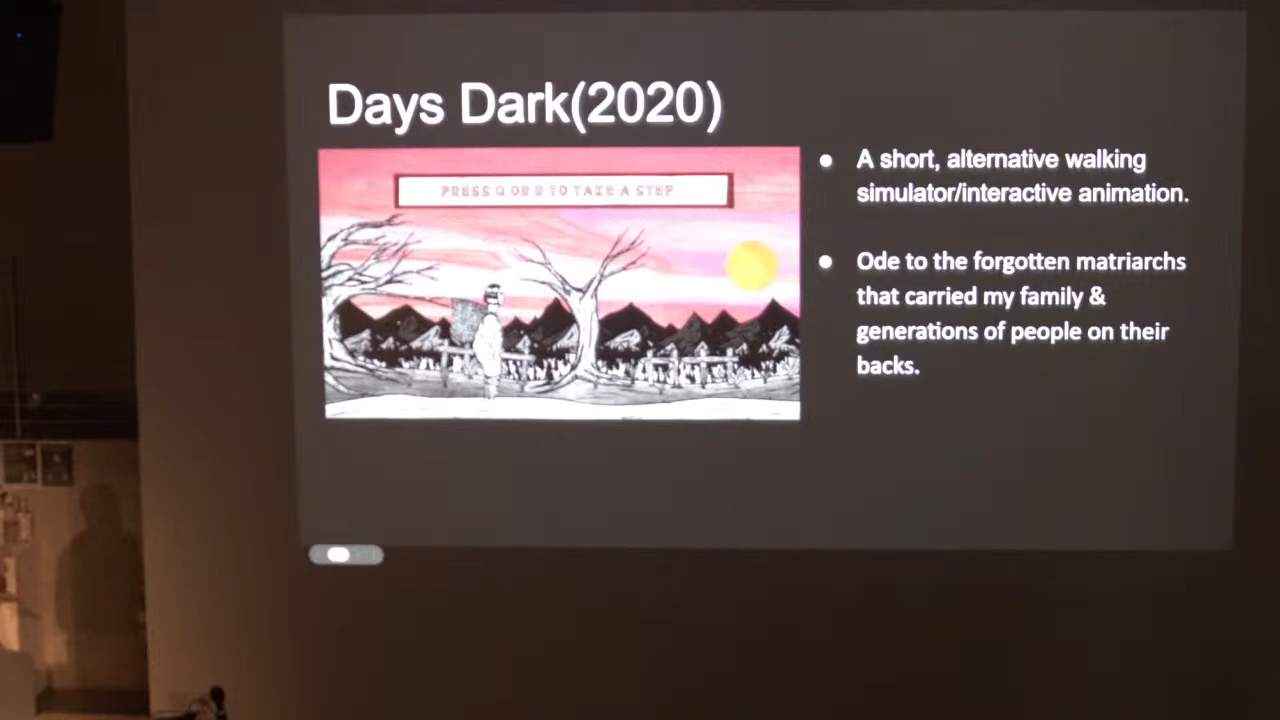 Days Dark(2020)
PRESS Q OR R TO TAKE A STEP
● A short, alternative walking
simulator/interactive animation.
● Ode to the forgotten matriarchs
that carried my family &
generations of people on their
backs.